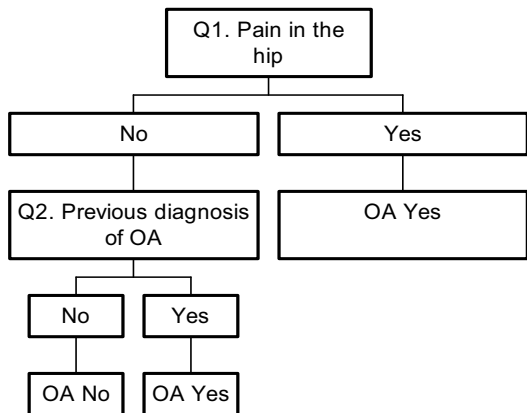 Q1. Pain in the
hip
No
Yes
Q2. Previous diagnosis
of OA
OA Yes
No
Yes
OA No
OA Yes